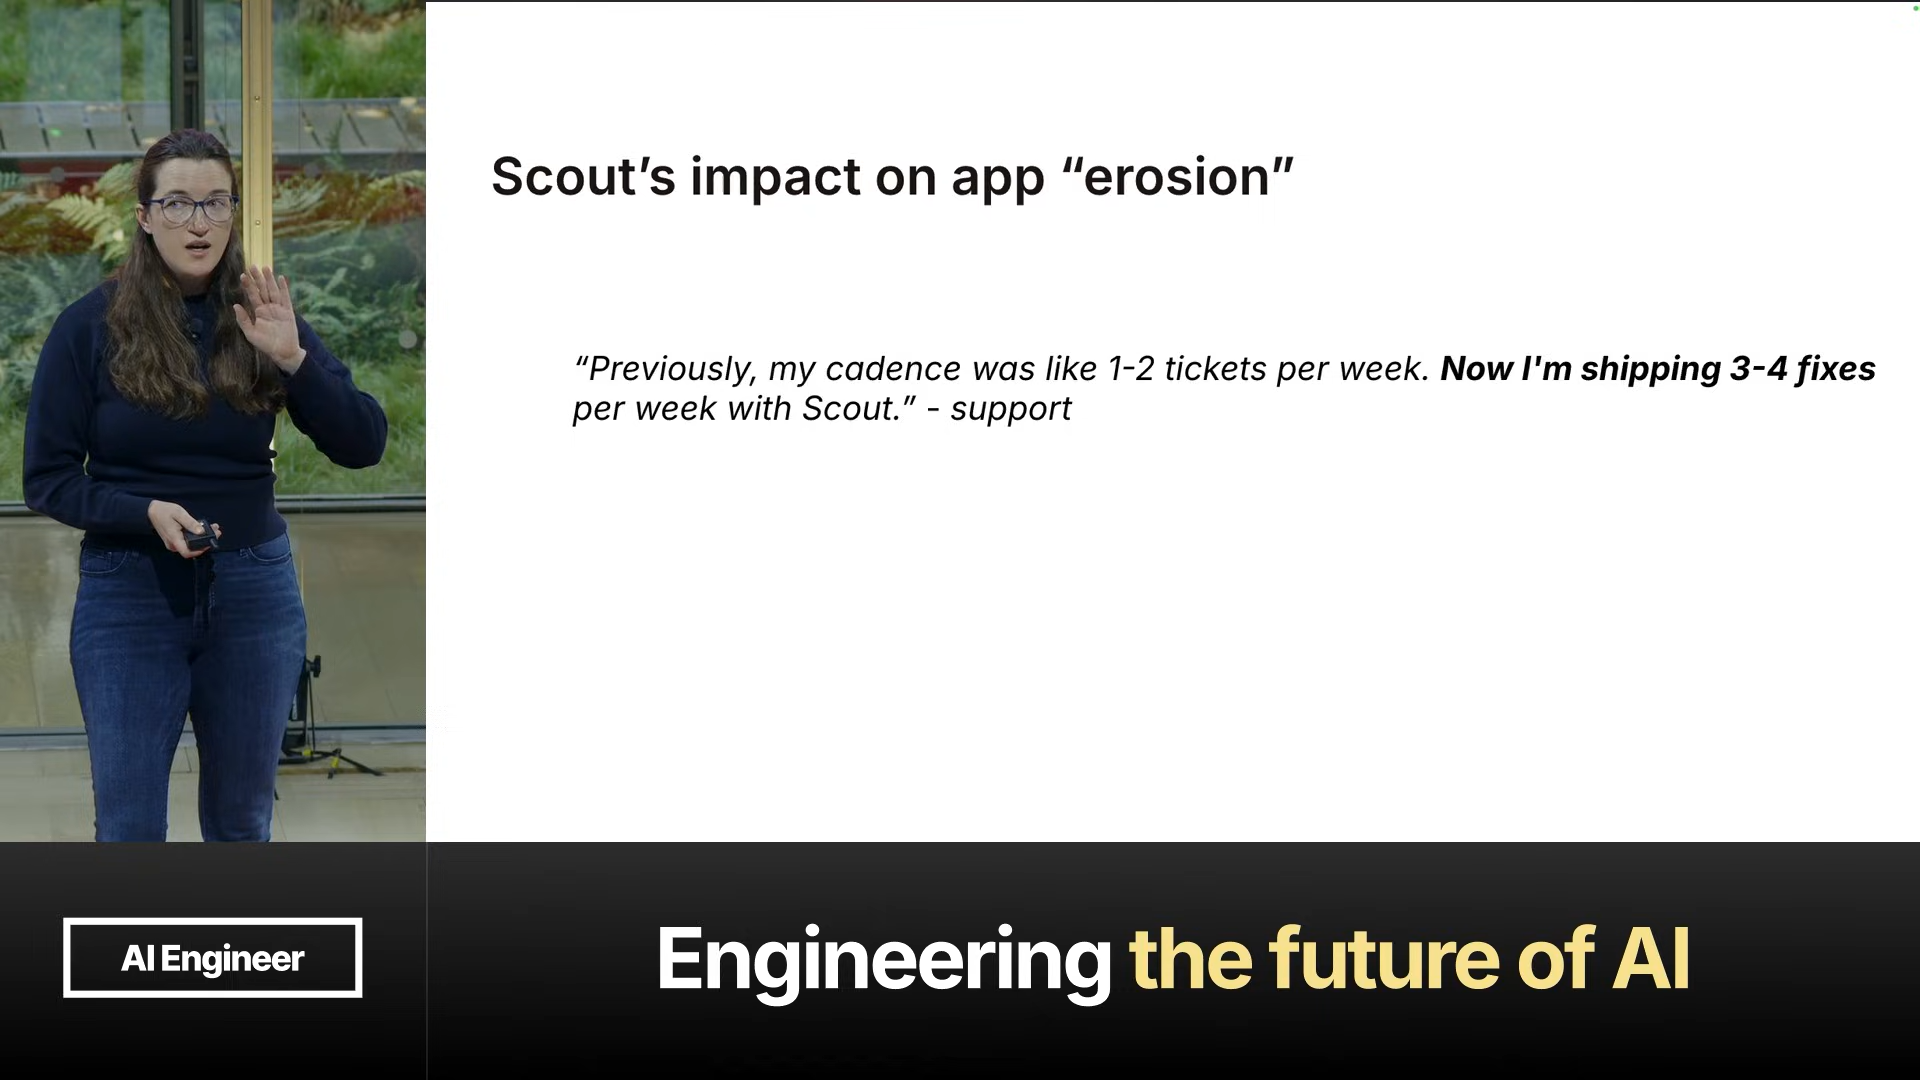 Scout’s impact on app “erosion”
“Previously, my cadence was like 1-2 tickets per week. Now I'm shipping 3-4 fixes
per week with Scout.” - support
AI Engineer
Engineering the future of AI